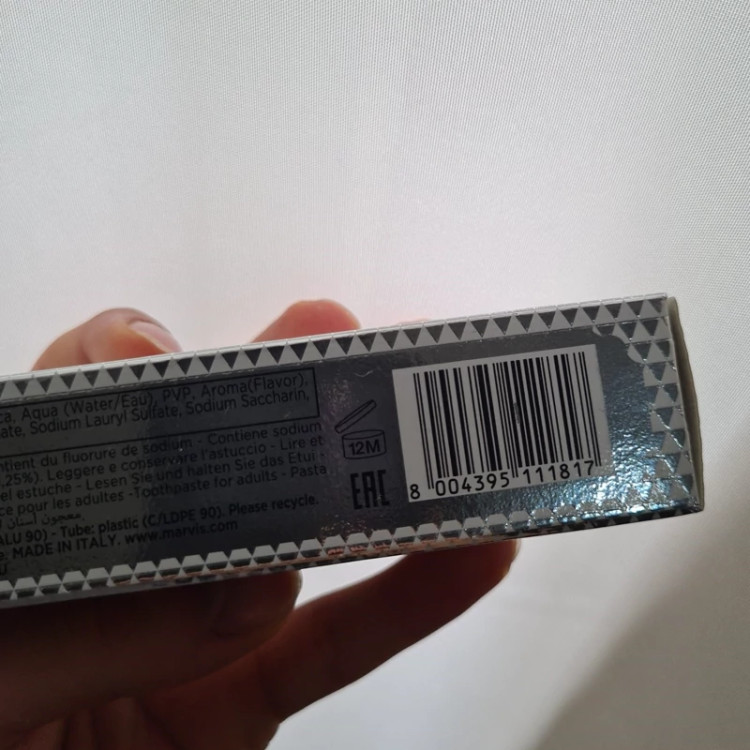 ca, Aqua (Water/Eau), PVP, Aroma(Flavor),
ate, Sodium Lauryl Sulfate, Sodium Saccharin,
ntient du fluorure de sodium - Contiene sodium
.25%). Leggere e conservare l'astuccio - Lire et
el estuche - Lesen Sie und halten Sie das Etui -
ce pour les adultes -Toothpaste for adults - Pasta
معجون أسنان
ALU 90) - Tube: plastic (C/LDPE 90). Please recycle.
e. MADE IN ITALY, www.marvis.com
U
12M
EAC
8 004395 111817